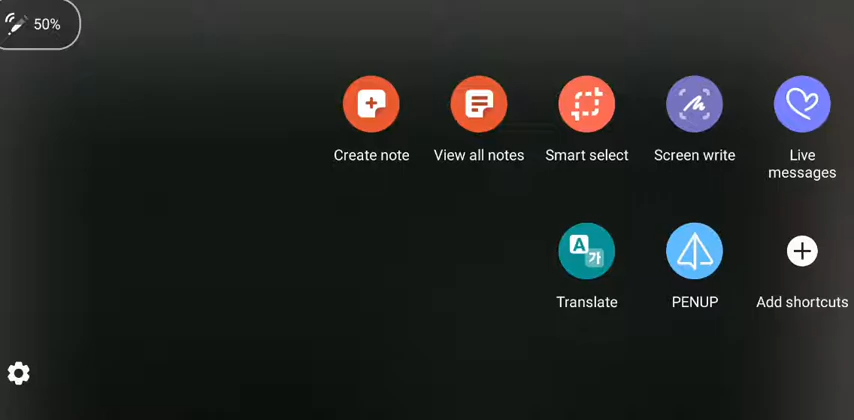 50%
Create note
View all notes
Smart select
Screen write
Live
messages
A
가
Translate
PENUP
Add shortcuts